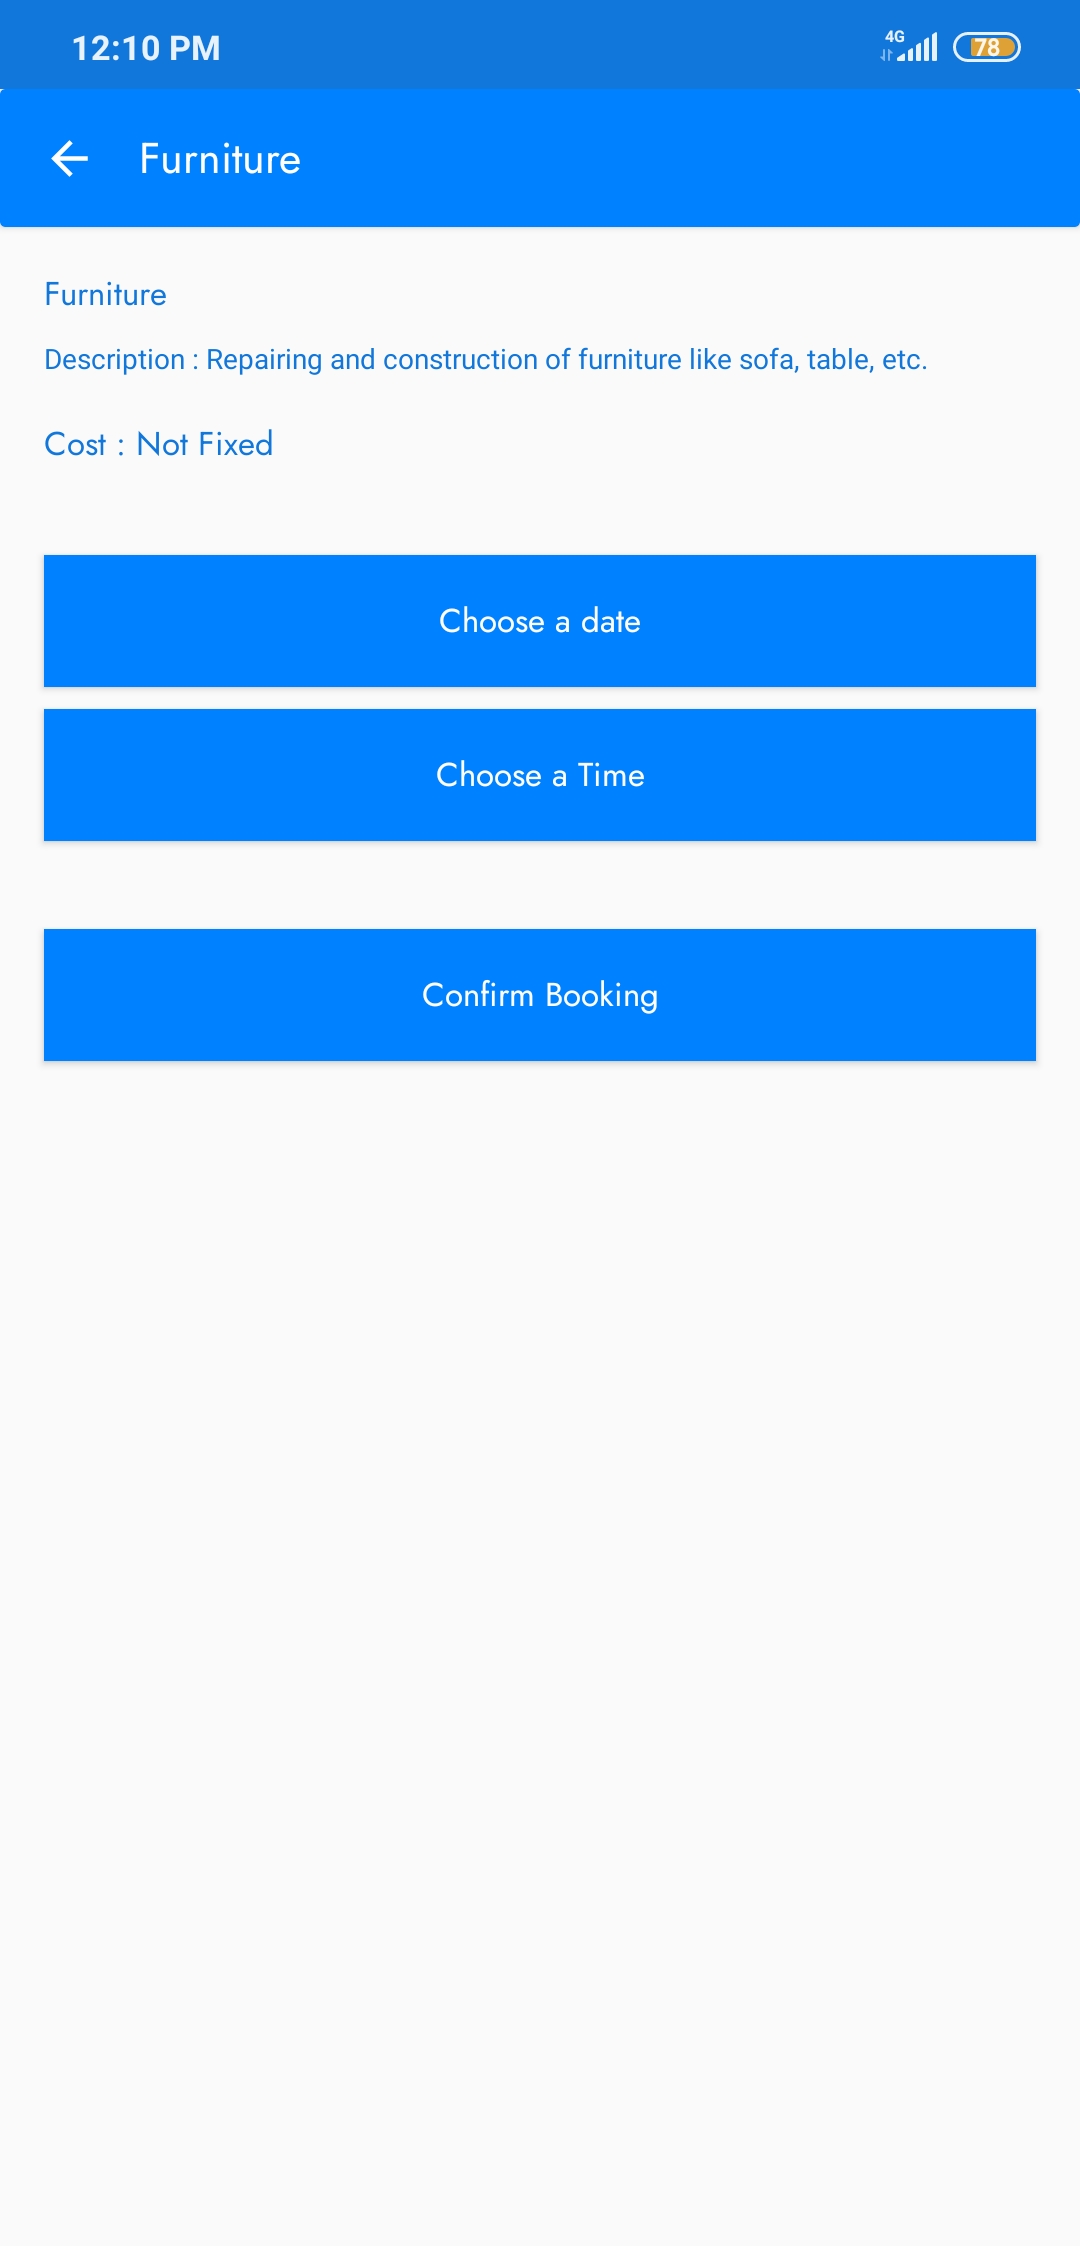 12:10 PM
4G
78
Furniture
Furniture
Description : Repairing and construction of furniture like sofa, table, etc.
Cost : Not Fixed
Choose a date
Choose a Time
Confirm Booking